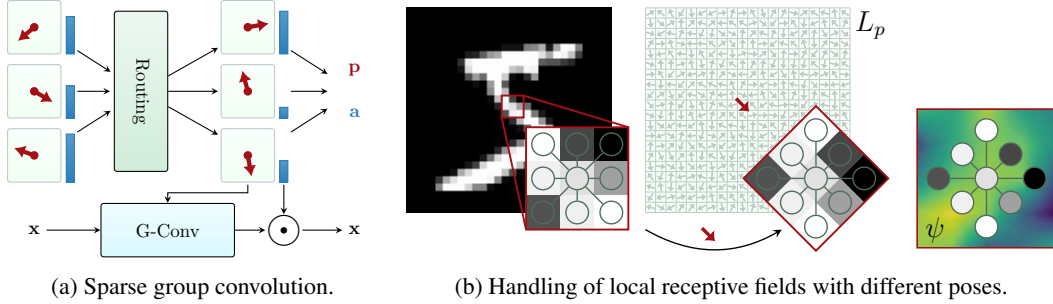 Routing
p
a
x
G-Conv
x
(a) Sparse group convolution.
L_p
ψ
(b) Handling of local receptive fields with different poses.